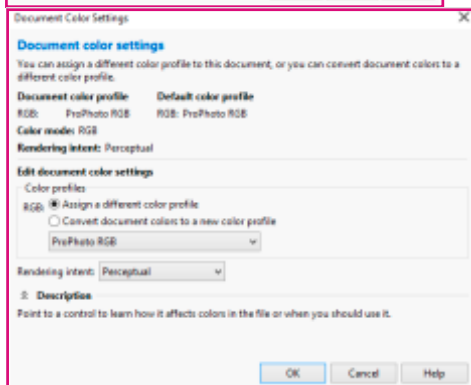 Document Color Settings
Document color settings
You can assign a different color profile to this document, or you can convert document colors to a
different color profile.
Document color profile Default color profile
RGB: ProPhoto RGB RGB: ProPhoto RGB
Color mode: RGB
Rendering intent: Perceptual
Edit document color settings
Color profiles
RGB: Assign a different color profile
Convert document colors to a new color profile
ProPhoto RGB
Rendering intent: Perceptual
Description
Point to a control to learn how it affects colors in the file or when you should use it.
OK Cancel Help